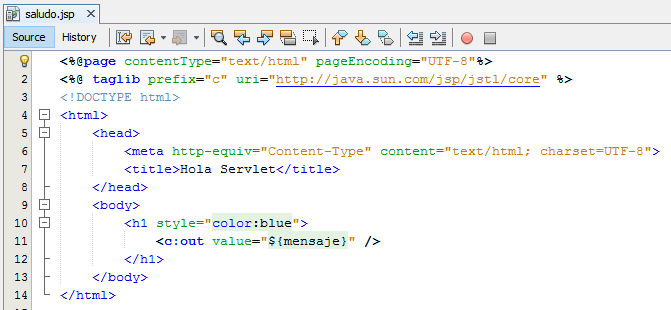 saludo.jsp
Source History
1 <%@page contentType="text/html" pageEncoding="UTF-8"%>
2 <%@ taglib prefix="c" uri="http://java.sun.com/jsp/jstl/core" %>
3 <!DOCTYPE html>
4 <html>
5 <head>
6 <meta http-equiv="Content-Type" content="text/html; charset=UTF-8">
7 <title>Hola Servlet</title>
8 </head>
9 <body>
10 <h1 style="color:blue">
11 <c:out value="${mensaje}" />
12 </h1>
13 </body>
14 </html>